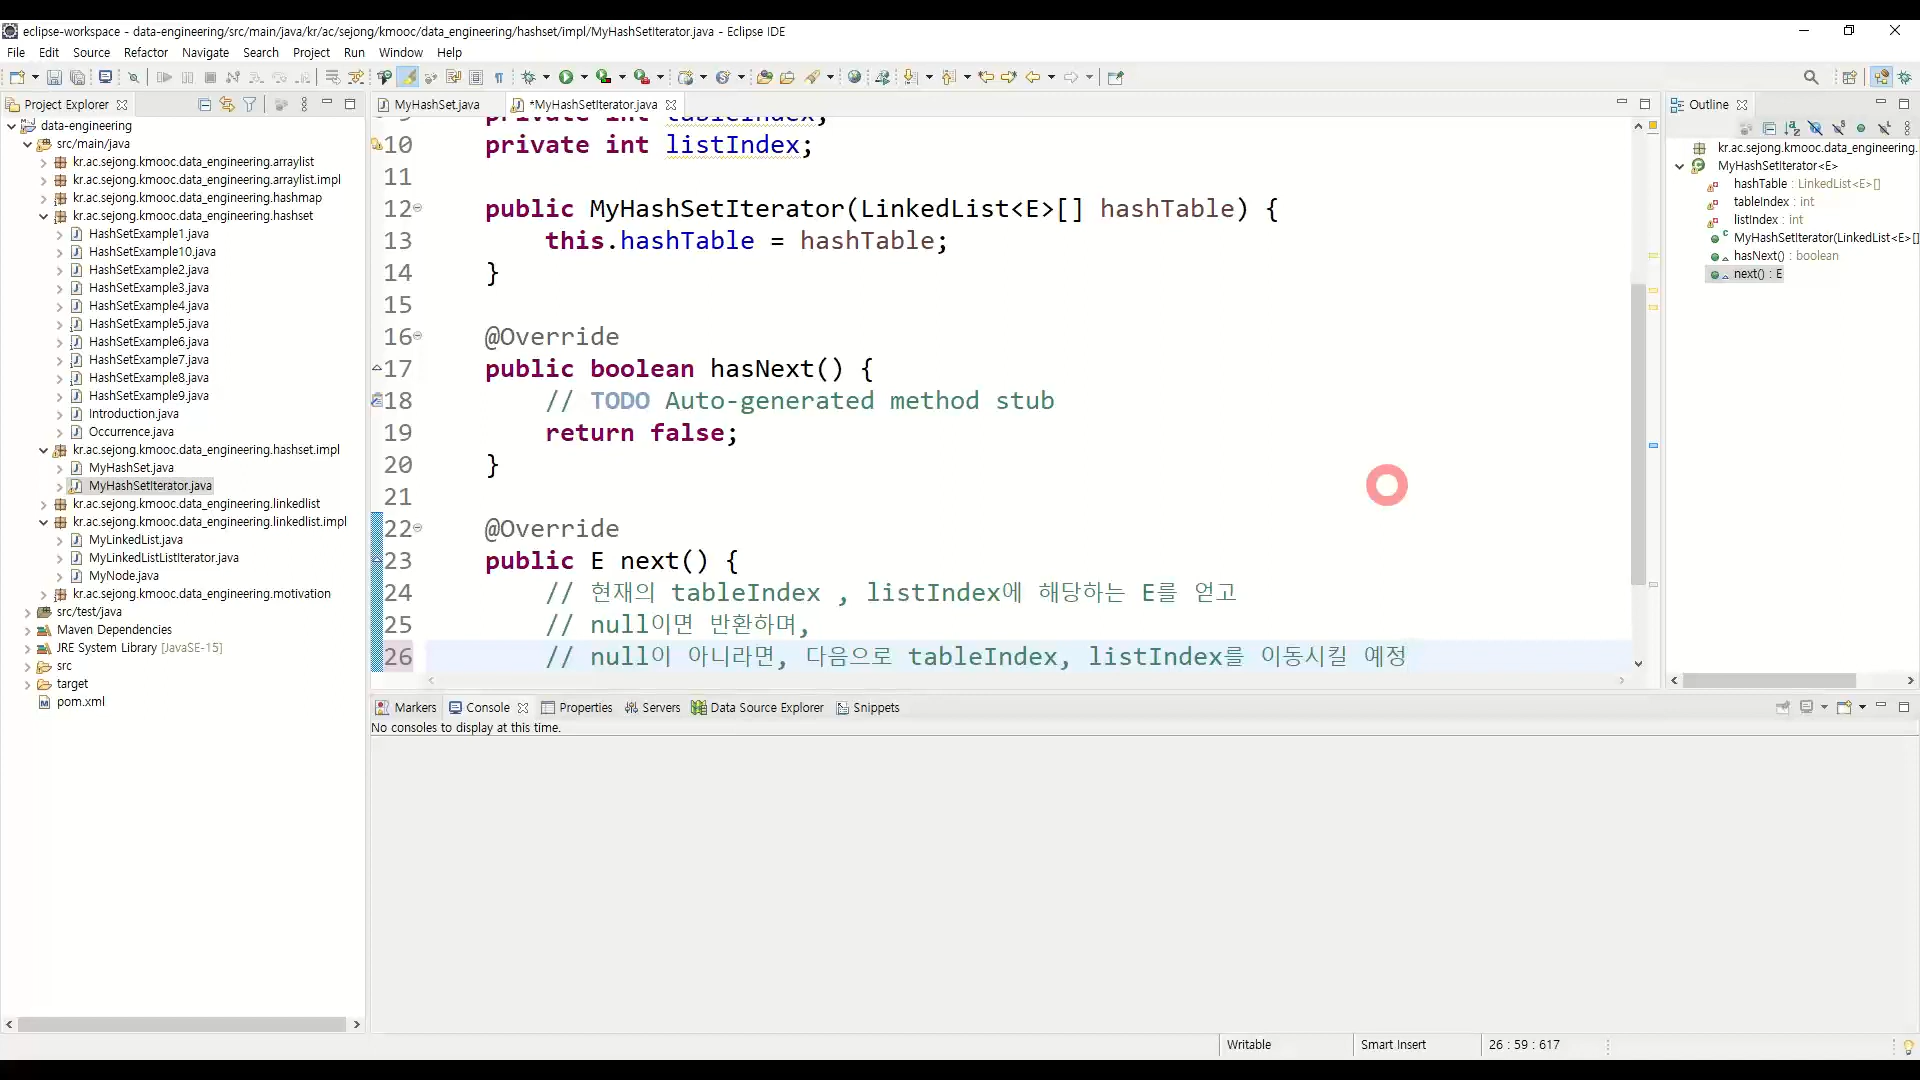 eclipse-workspace - data-engineering/src/main/java/kr/ac/sejong/kmooc/data_engineering/hashset/impl/MyHashSetIterator.java - Eclipse IDE
File Edit Source Refactor Navigate Search Project Run Window Help
Project Explorer
data-engineering
src/main/java
kr.ac.sejong.kmooc.data_engineering.arraylist
kr.ac.sejong.kmooc.data_engineering.arraylist.impl
kr.ac.sejong.kmooc.data_engineering.hashmap
kr.ac.sejong.kmooc.data_engineering.hashset
HashSetExample1.java
HashSetExample10.java
HashSetExample2.java
HashSetExample3.java
HashSetExample4.java
HashSetExample5.java
HashSetExample6.java
HashSetExample7.java
HashSetExample8.java
HashSetExample9.java
Introduction.java
Occurrence.java
kr.ac.sejong.kmooc.data_engineering.hashset.impl
MyHashSet.java
MyHashSetIterator.java
kr.ac.sejong.kmooc.data_engineering.linkedlist
kr.ac.sejong.kmooc.data_engineering.linkedlist.impl
MyLinkedList.java
MyLinkedListListIterator.java
MyNode.java
kr.ac.sejong.kmooc.data_engineering.motivation
src/test/java
Maven Dependencies
JRE System Library [JavaSE-15]
src
target
pom.xml
MyHashSet.java *MyHashSetIterator.java
9 private int tableIndex;
10 private int listIndex;
11
12 public MyHashSetIterator(LinkedList<E>[] hashTable) {
13 this.hashTable = hashTable;
14 }
15
16 @Override
17 public boolean hasNext() {
18 // TODO Auto-generated method stub
19 return false;
20 }
21
22 @Override
23 public E next() {
24 // 현재의 tableIndex , listIndex에 해당하는 E를 얻고
25 // null이면 반환하며,
26 // null이 아니라면, 다음으로 tableIndex, listIndex를 이동시킬 예정
Outline
kr.ac.sejong.kmooc.data_engineering.
MyHashSetIterator<E>
hashTable : LinkedList<E>[]
tableIndex : int
listIndex : int
MyHashSetIterator(LinkedList<E>[]
hasNext() : boolean
next() : E
Markers Console Properties Servers Data Source Explorer Snippets
No consoles to display at this time.
Writable Smart Insert 26 : 59 : 617